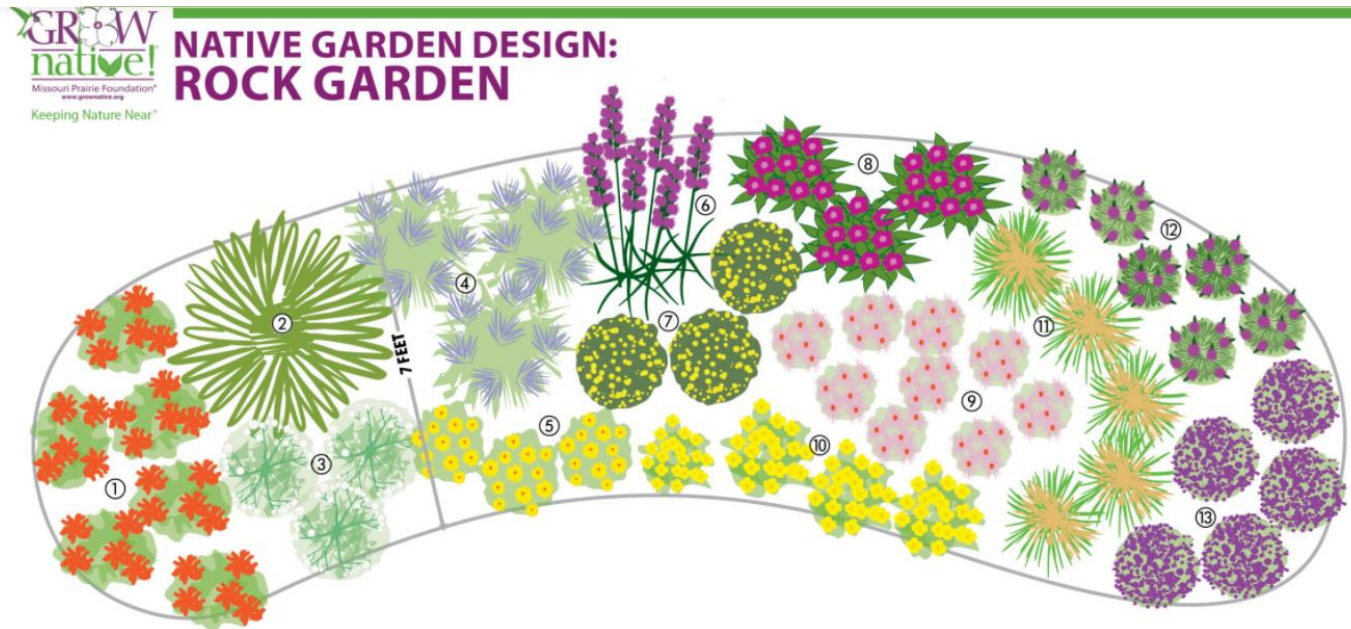 GROW
native!
®
Missouri Prairie Foundation®
www.grownative.org
Keeping Nature Near®
NATIVE GARDEN DESIGN:
ROCK GARDEN
⑥
⑧
⑫
④
②
⑦
⑪
7 FEET
⑤
⑨
⑩
③
①
⑬